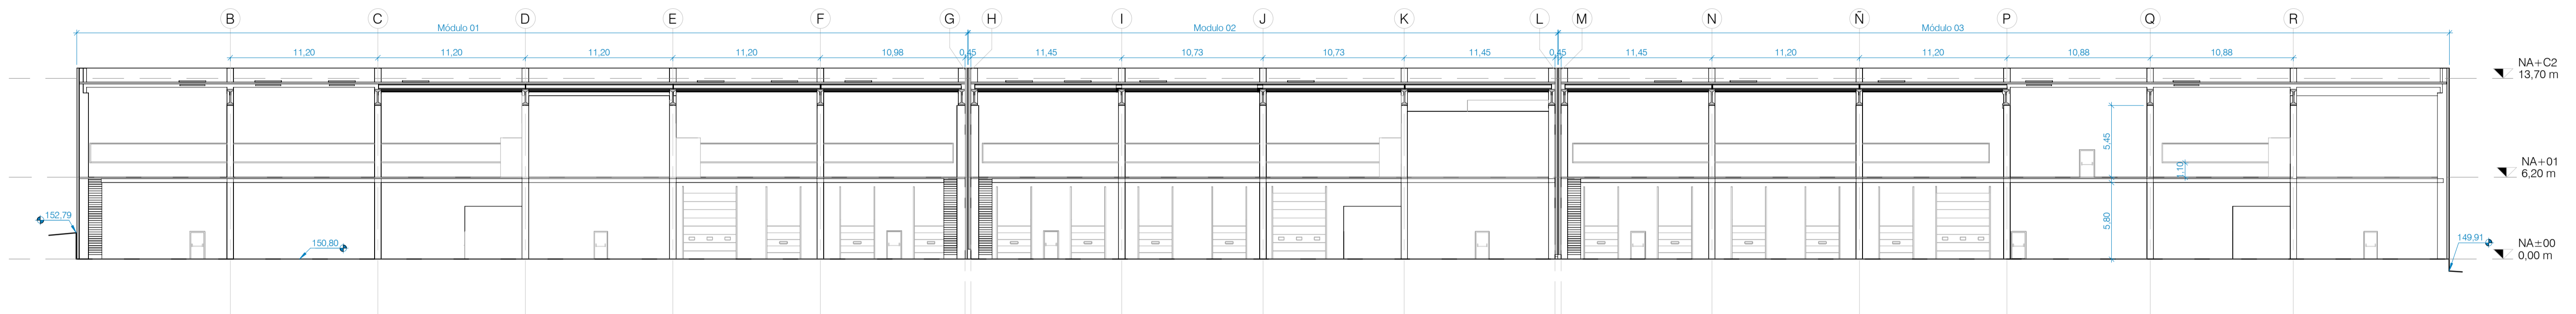 B C D E F G H I J K L M N Ñ P Q R
Módulo 01 Modulo 02 Módulo 03
11,20 11,20 11,20 11,20 10,98 0,45 11,45 10,73 10,73 11,45 0,45 11,45 11,20 11,20 10,88 10,88
NA+C2
13,70 m
5,45
1,10
NA+01
6,20 m
5,80
152,79
150,80
149,91
NA±00
0,00 m